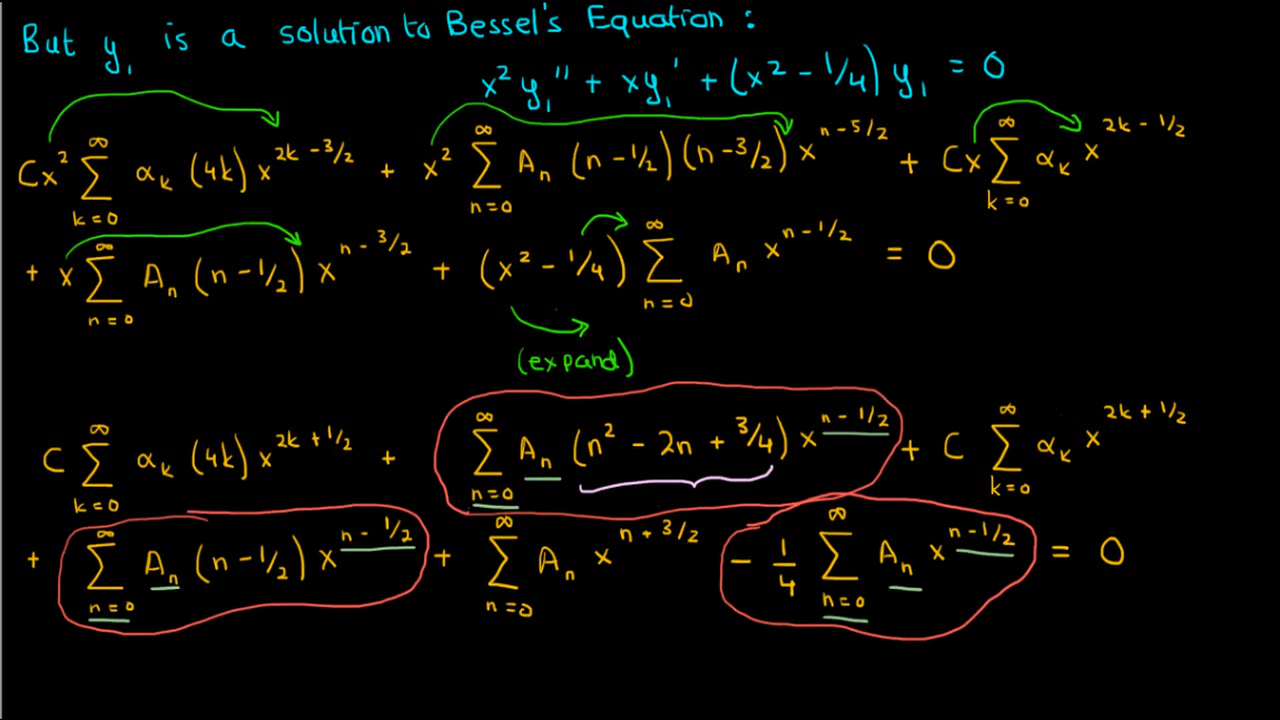 But y₁ is a solution to Bessel's Equation :
x² y₁'' + xy₁' + (x² - 1/4) y₁ = 0
Cx² ∑_{k=0}^{∞} α_k (4k) x^{2k - 3/2} + x² ∑_{n=0}^{∞} A_n (n - 1/2)(n - 3/2) x^{n - 5/2} + Cx ∑_{k=0}^{∞} α_k x^{2k - 1/2}
+ x ∑_{n=0}^{∞} A_n (n - 1/2) x^{n - 3/2} + (x² - 1/4) ∑_{n=0}^{∞} A_n x^{n - 1/2} = 0
(expand)
C ∑_{k=0}^{∞} α_k (4k) x^{2k + 1/2} + ∑_{n=0}^{∞} A_n (n² - 2n + 3/4) x^{n - 1/2} + C ∑_{k=0}^{∞} α_k x^{2k + 1/2}
+ ∑_{n=0}^{∞} A_n (n - 1/2) x^{n - 1/2} + ∑_{n=0}^{∞} A_n x^{n + 3/2} - 1/4 ∑_{n=0}^{∞} A_n x^{n - 1/2} = 0